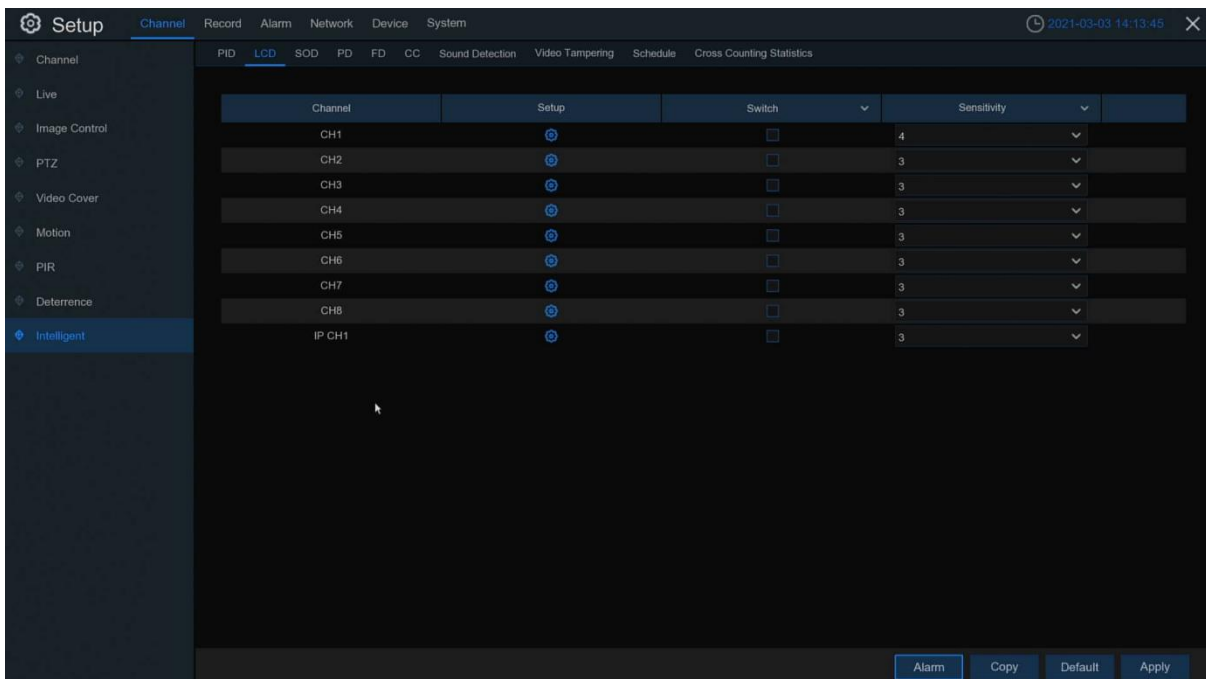 Setup Channel Record Alarm Network Device System 2021-03-03 14:13:45
PID LCD SOD PD FD CC Sound Detection Video Tampering Schedule Cross Counting Statistics
Channel
Live
Image Control
PTZ
Video Cover
Motion
PIR
Deterrence
Intelligent
Channel Setup Switch Sensitivity
CH1 4
CH2 3
CH3 3
CH4 3
CH5 3
CH6 3
CH7 3
CH8 3
IP CH1 3
Alarm Copy Default Apply